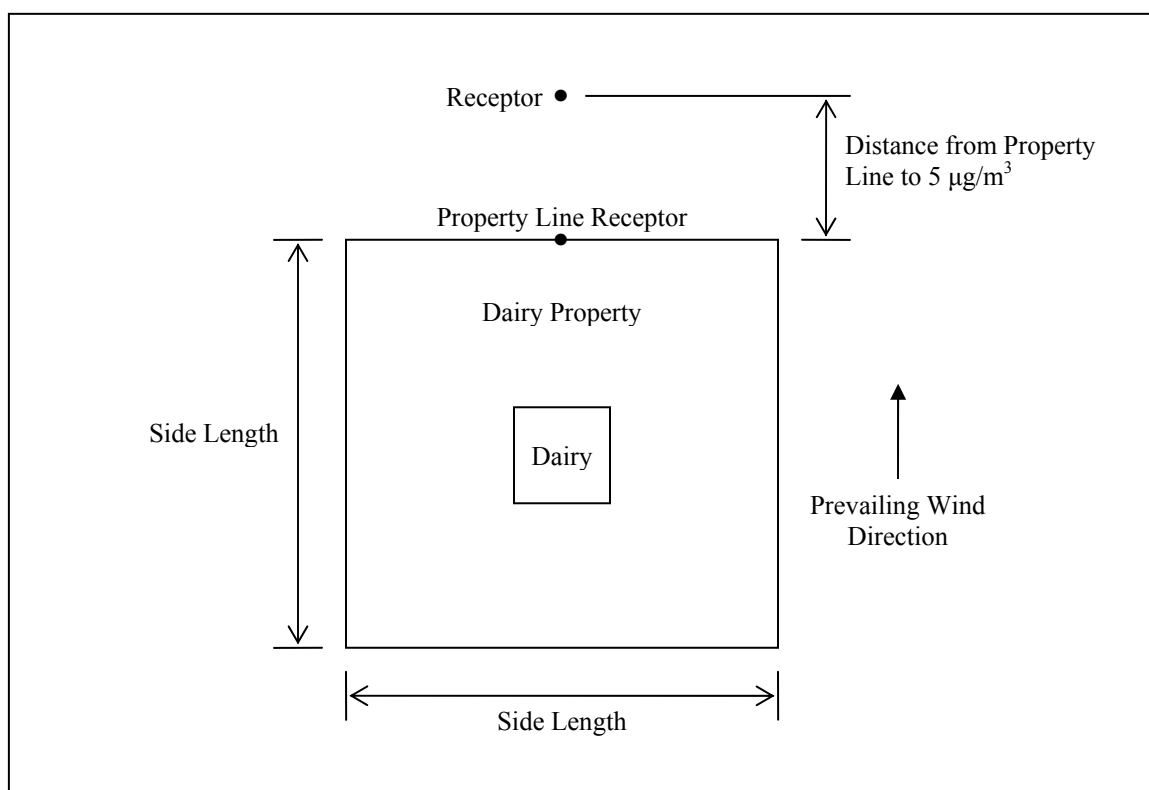 Receptor
Distance from Property
Line to 5 μg/m³
Property Line Receptor
Dairy Property
Side Length
Dairy
Prevailing Wind
Direction
Side Length